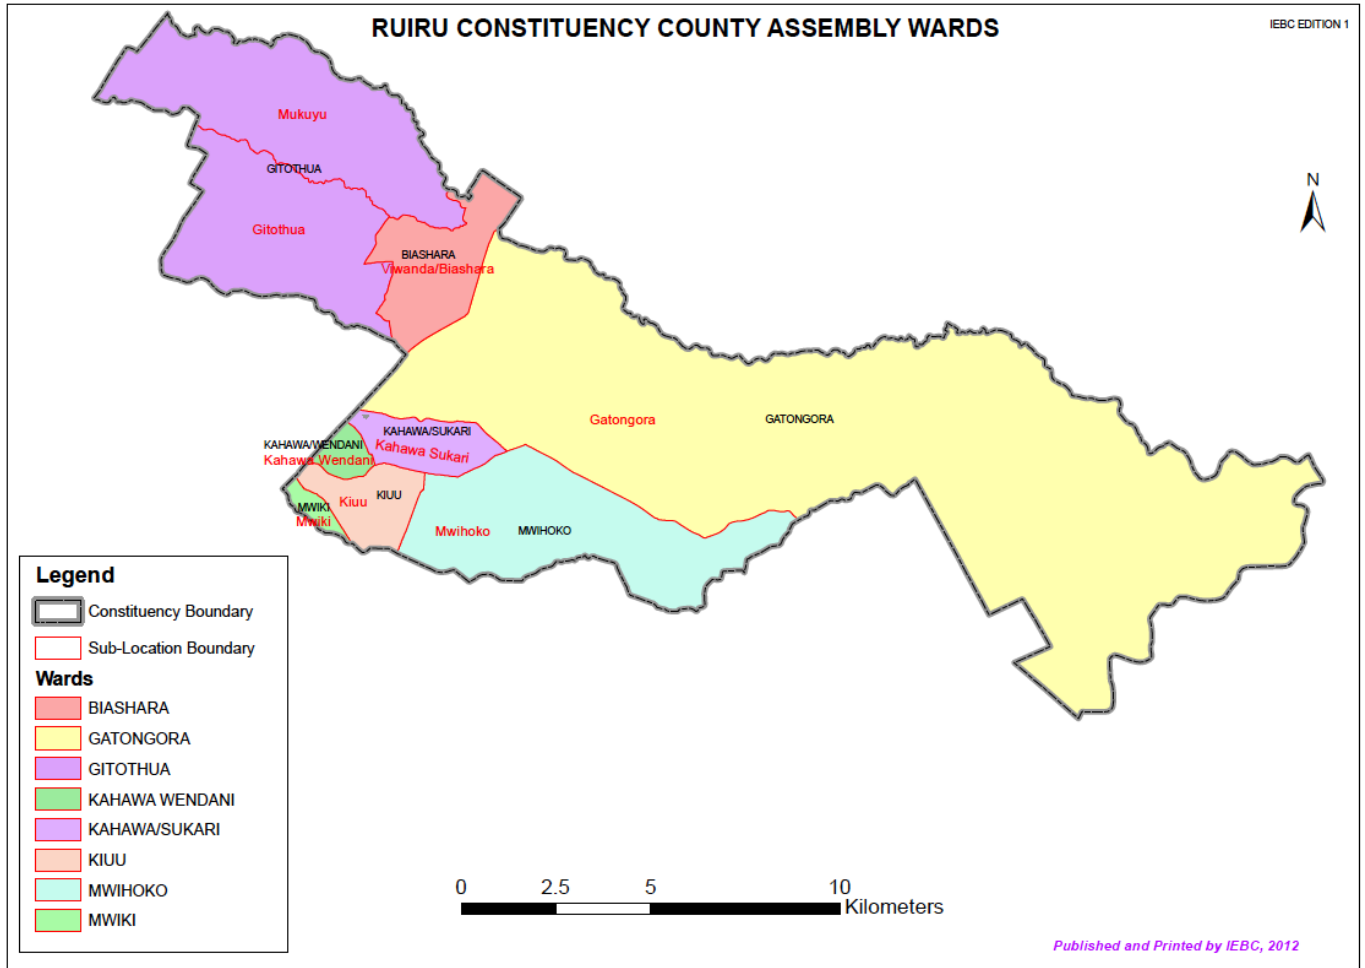 RUIRU CONSTITUENCY COUNTY ASSEMBLY WARDS
IEBC EDITION 1
N
Mukuyu
GITOTHUA
Gitothua
BIASHARA
Viwanda/Biashara
Gatongora
GATONGORA
KAHAWA/SUKARI
Kahawa Sukari
KAHAWA/WENDANI
Kahawa Wendani
Kiuu
KIUU
MWIKI
Mwiki
Mwihoko
MWIHOKO
Legend
Constituency Boundary
Sub-Location Boundary
Wards
BIASHARA
GATONGORA
GITOTHUA
KAHAWA WENDANI
KAHAWA/SUKARI
KIUU
MWIHOKO
MWIKI
0 2.5 5 10
Kilometers
Published and Printed by IEBC, 2012